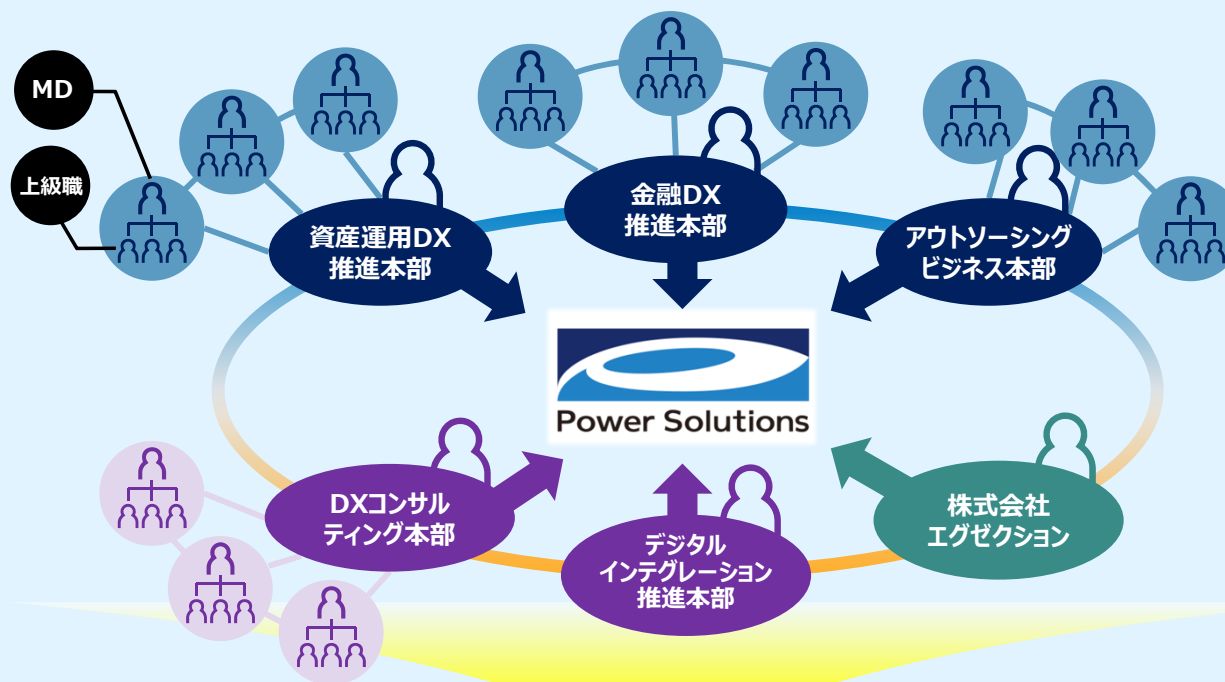 MD
上級職
資産運用DX
推進本部
金融DX
推進本部
アウトソーシング
ビジネス本部
Power Solutions
DXコンサル
ティング本部
デジタル
インテグレーション
推進本部
株式会社
エグゼクション